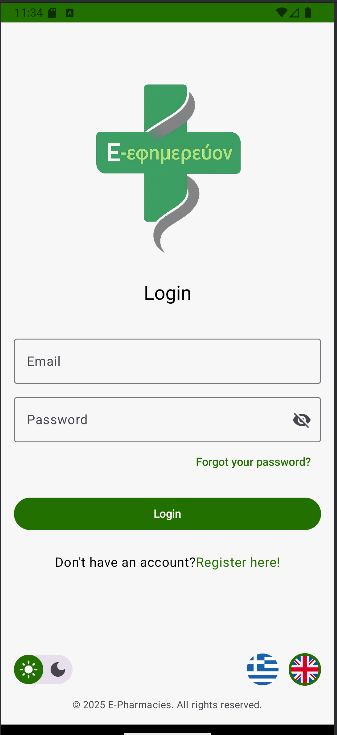 11:34
E-εφημερεύον
Login
Email
Password
Forgot your password?
Login
Don't have an account?Register here!
© 2025 E-Pharmacies. All rights reserved.